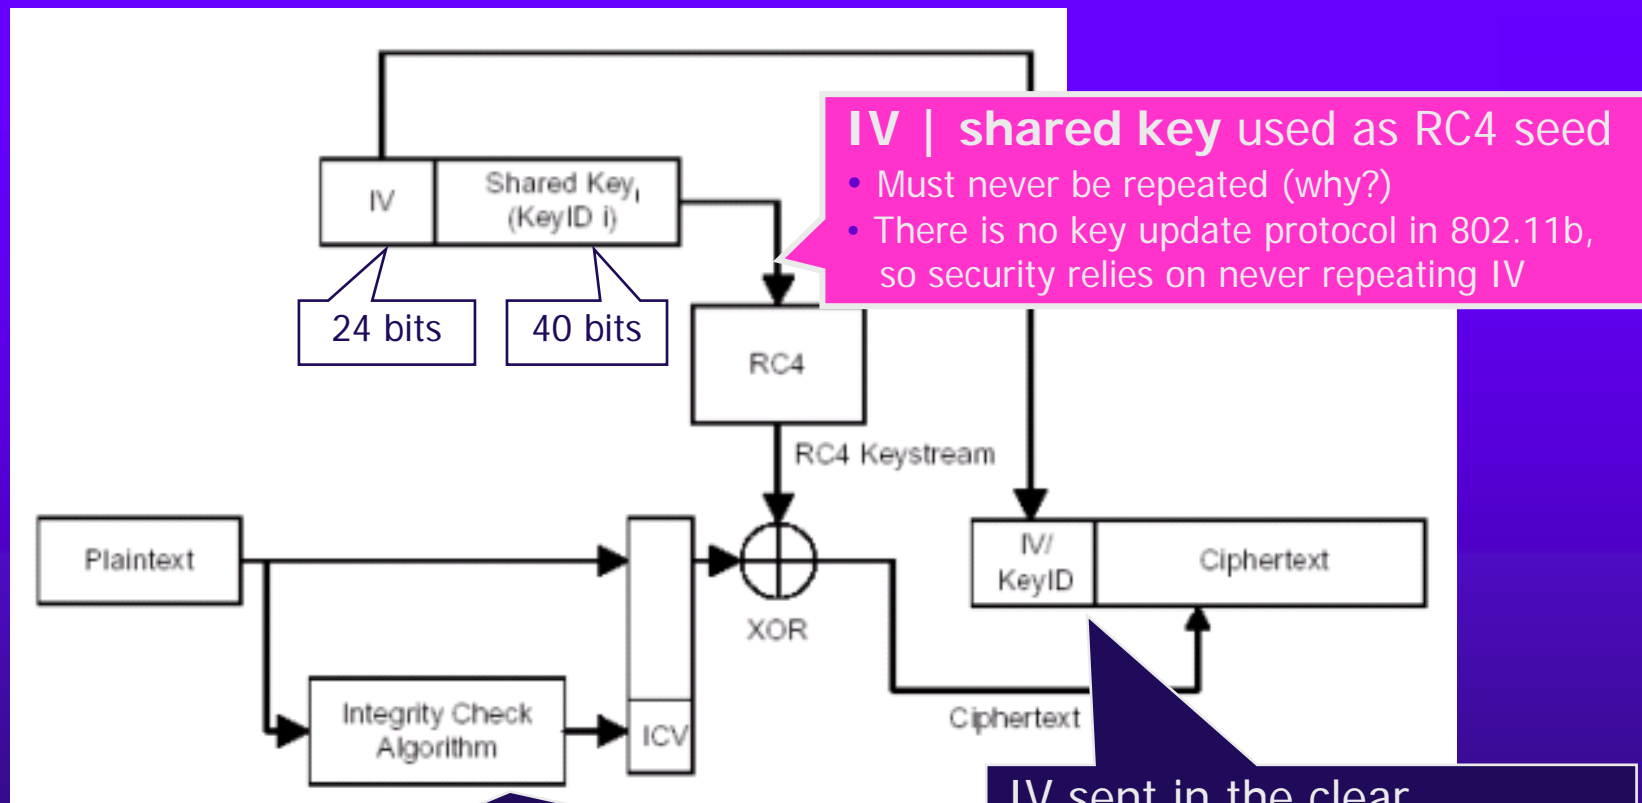 IV | shared key used as RC4 seed
• Must never be repeated (why?)
• There is no key update protocol in 802.11b,
so security relies on never repeating IV
IV
Shared Keyi
(KeyID i)
24 bits
40 bits
RC4
RC4 Keystream
Plaintext
IV/
KeyID
Ciphertext
XOR
Integrity Check
Algorithm
ICV
Ciphertext
IV sent in the clear